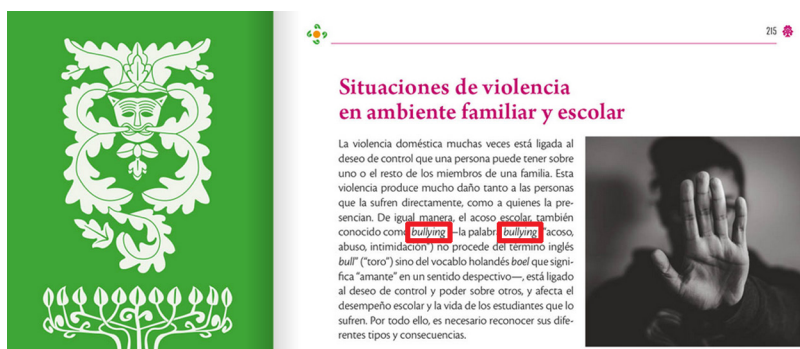 215
Situaciones de violencia
en ambiente familiar y escolar
La violencia doméstica muchas veces está ligada al
deseo de control que una persona puede tener sobre
uno o el resto de los miembros de una familia. Esta
violencia produce mucho daño tanto a las personas
que la sufren directamente, como a quienes la pre-
sencian. De igual manera, el acoso escolar, también
conocido como bullying —la palabra bullying "acoso,
abuso, intimidación") no procede del término inglés
bull" ("toro") sino del vocablo holandés boel que signi-
fica "amante" en un sentido despectivo—, está ligado
al deseo de control y poder sobre otros, y afecta el
desempeño escolar y la vida de los estudiantes que lo
sufren. Por todo ello, es necesario reconocer sus dife-
rentes tipos y consecuencias.